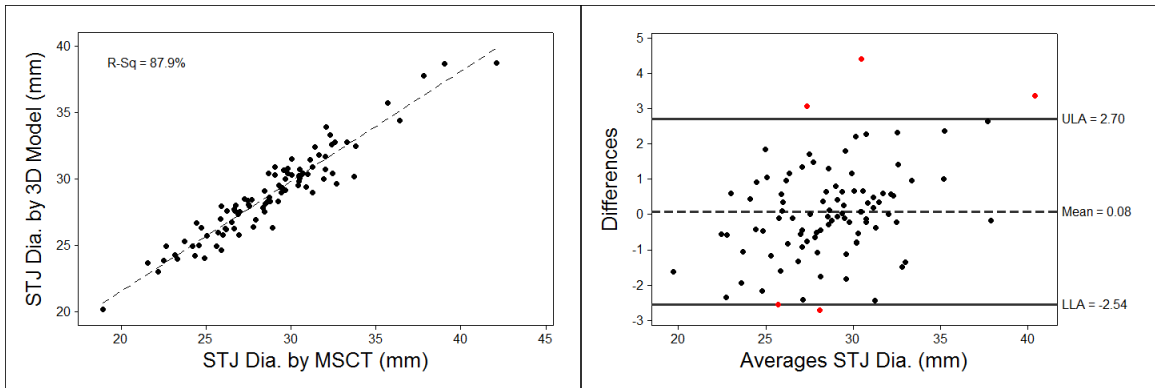 STJ Dia. by 3D Model (mm)
40
35
30
25
20
R-Sq = 87.9%
20 25 30 35 40 45
STJ Dia. by MSCT (mm)
Differences
5
4
3
2
1
0
-1
-2
-3
ULA = 2.70
Mean = 0.08
LLA = -2.54
20 25 30 35 40
Averages STJ Dia. (mm)